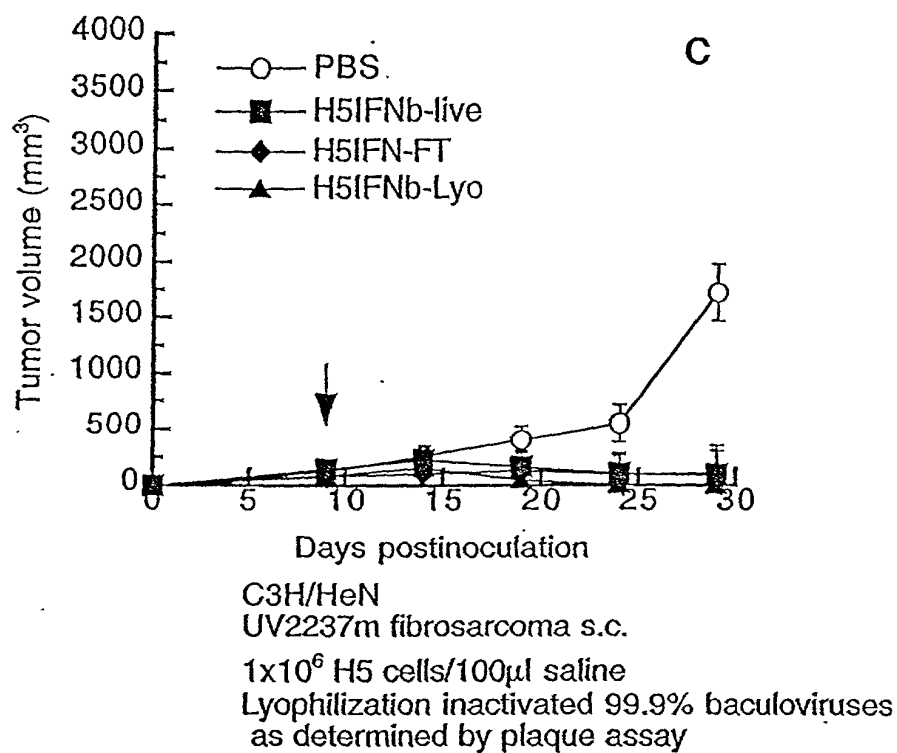 C
4000
3500
3000
2500
2000
1500
1000
500
0
Tumor volume (mm³)
PBS
H5IFNb-live
H5IFN-FT
H5IFNb-Lyo
0 5 10 15 20 25 30
Days postinoculation
C3H/HeN
UV2237m fibrosarcoma s.c.
1x10⁶ H5 cells/100µl saline
Lyophilization inactivated 99.9% baculoviruses
as determined by plaque assay